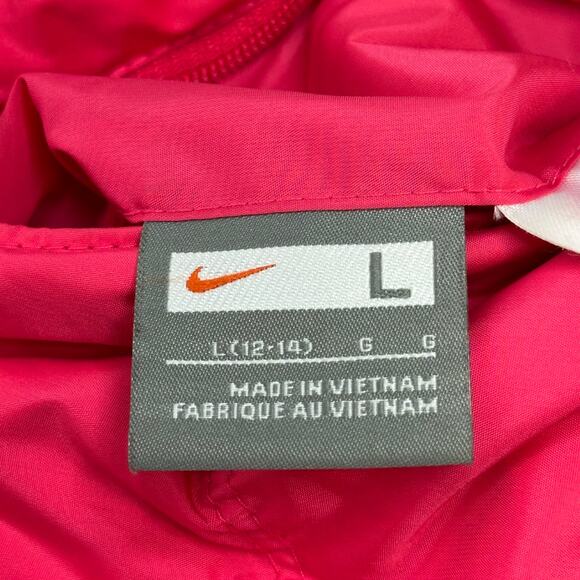 L
L (12-14) G G
MADE IN VIETNAM
FABRIQUE AU VIETNAM